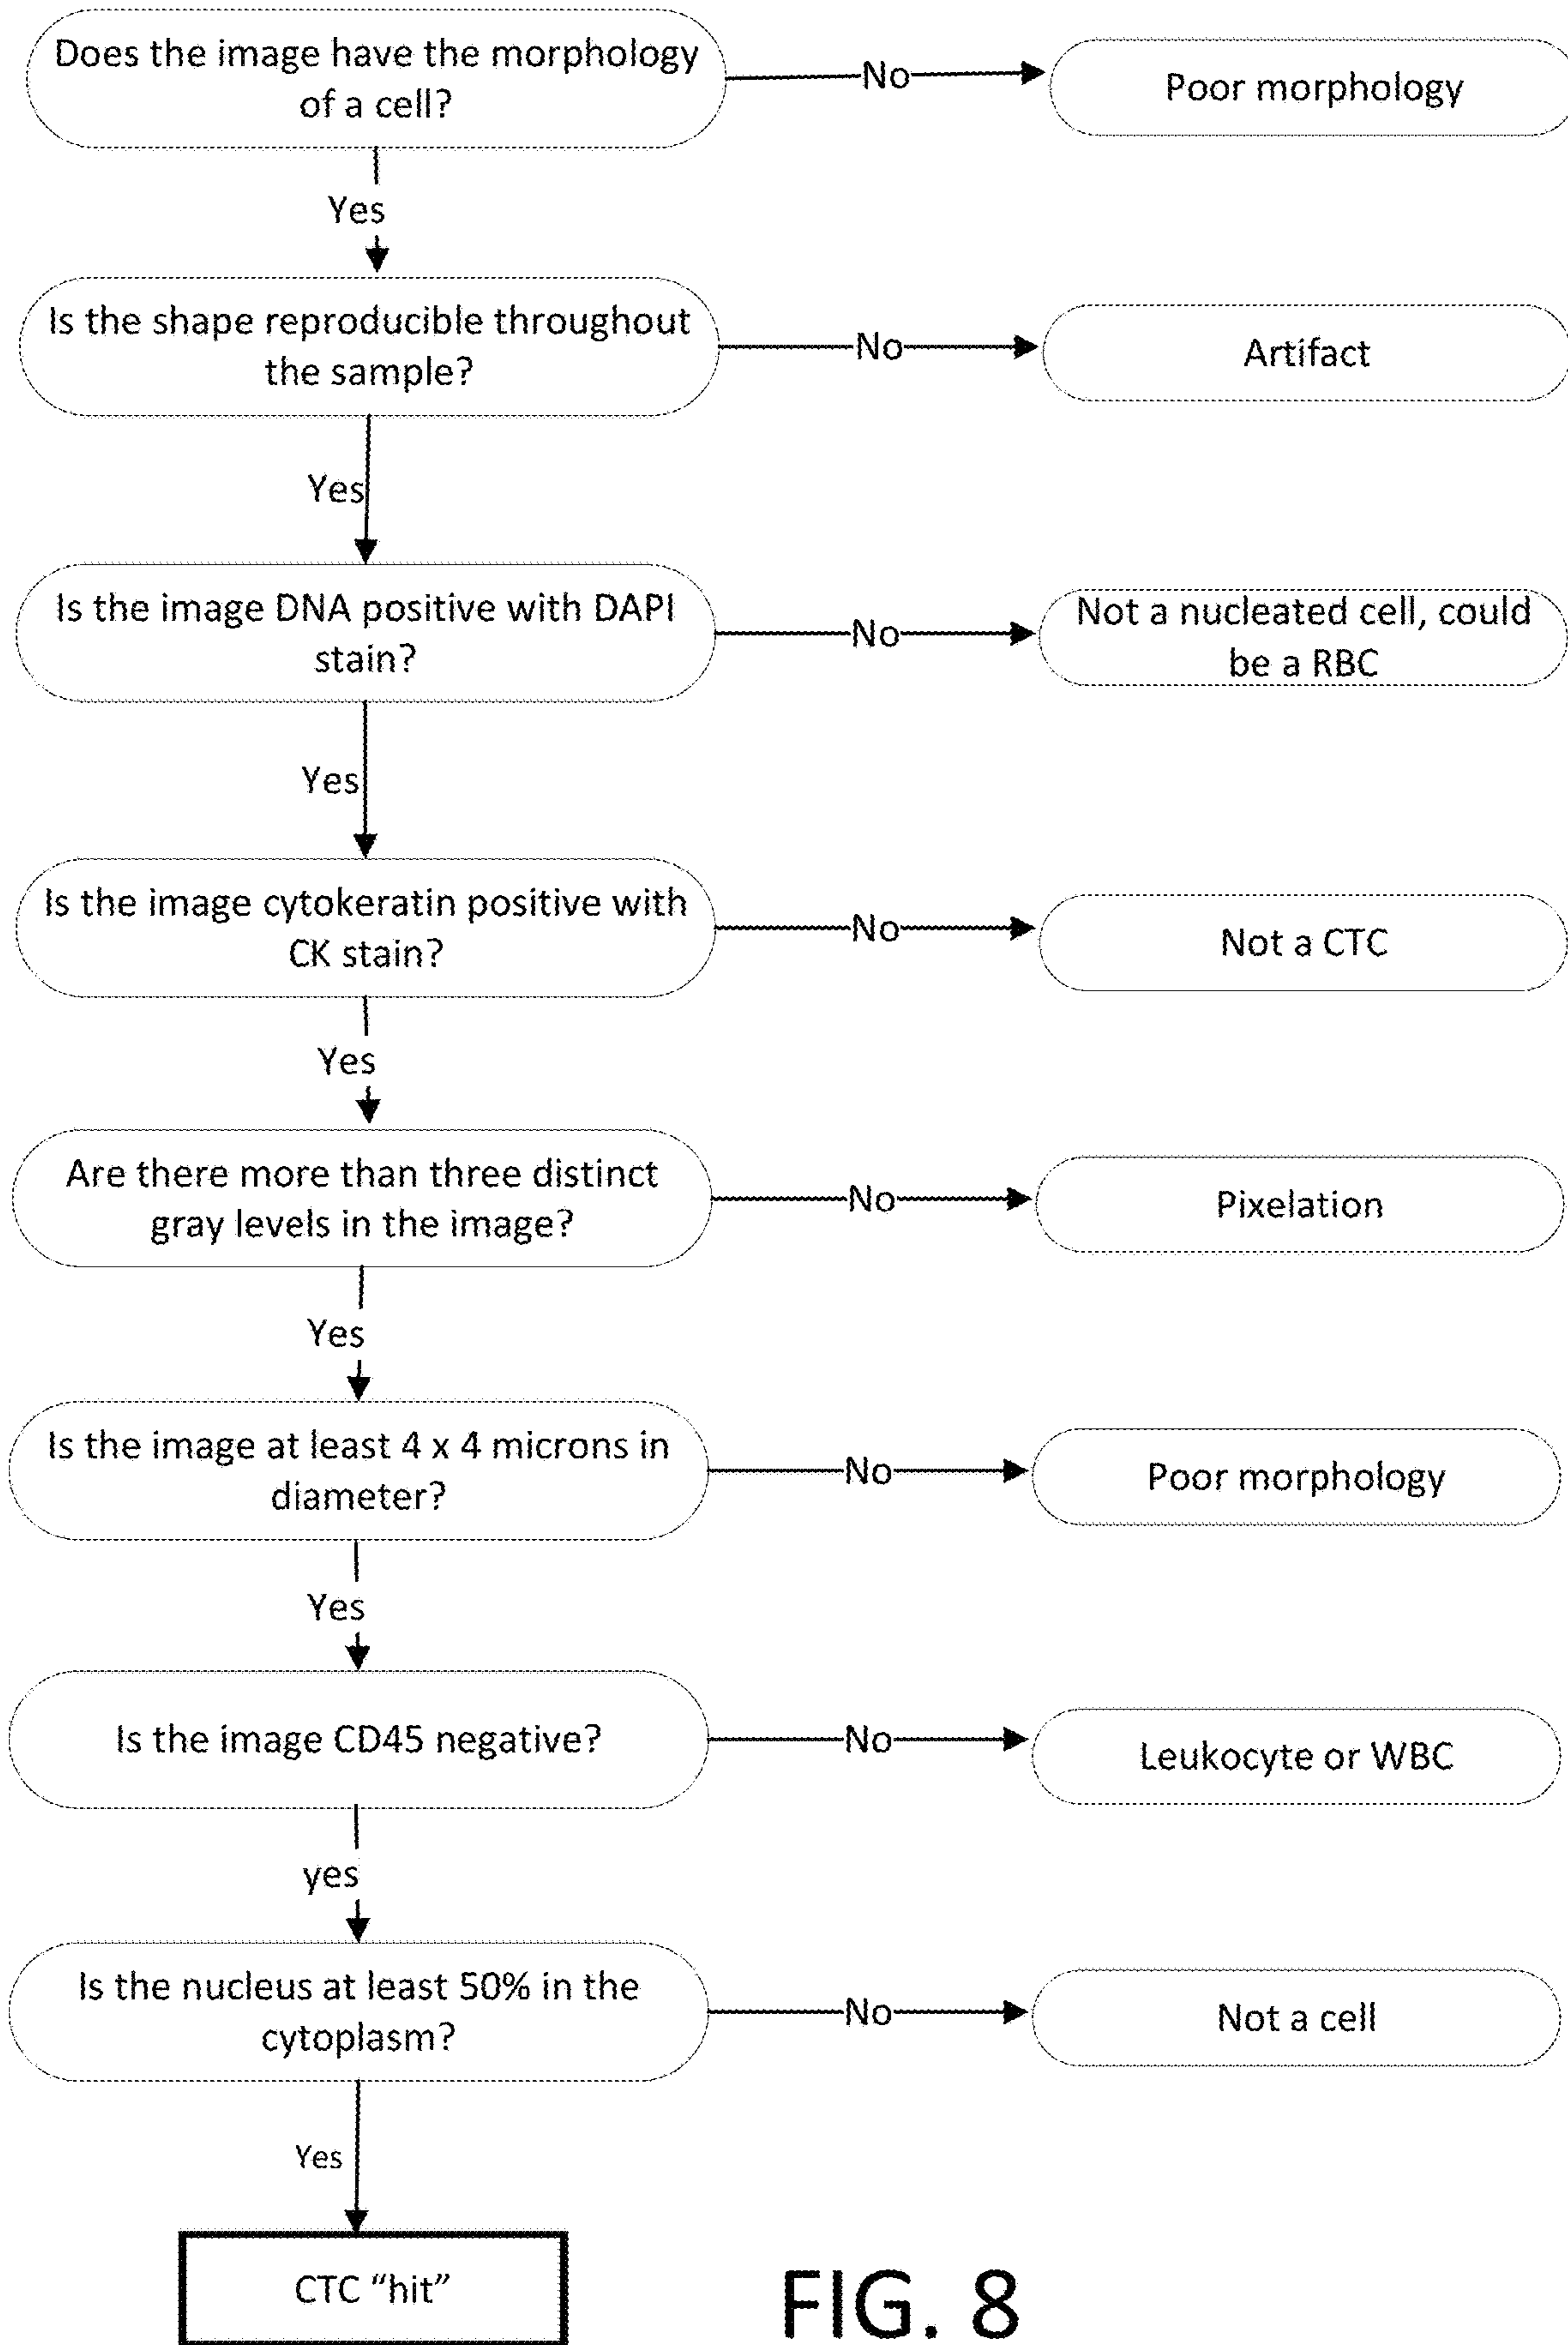 Does the image have the morphology
of a cell?
No
Poor morphology
Yes
Is the shape reproducible throughout
the sample?
No
Artifact
Yes
Is the image DNA positive with DAPI
stain?
No
Not a nucleated cell, could
be a RBC
Yes
Is the image cytokeratin positive with
CK stain?
No
Not a CTC
Yes
Are there more than three distinct
gray levels in the image?
No
Pixelation
Yes
Is the image at least 4 x 4 microns in
diameter?
No
Poor morphology
Yes
Is the image CD45 negative?
No
Leukocyte or WBC
yes
Is the nucleus at least 50% in the
cytoplasm?
No
Not a cell
Yes
CTC “hit”
FIG. 8